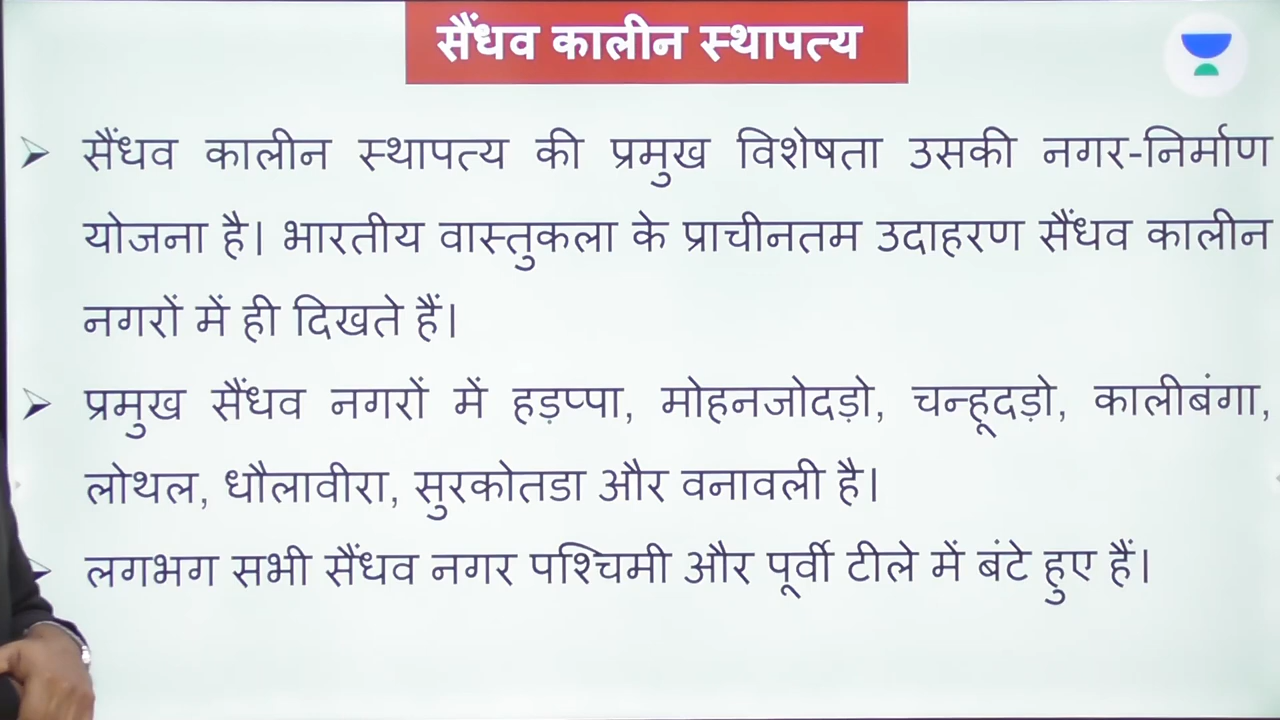 सैंधव कालीन स्थापत्य
सैंधव कालीन स्थापत्य की प्रमुख विशेषता उसकी नगर-निर्माण
योजना है। भारतीय वास्तुकला के प्राचीनतम उदाहरण सैंधव कालीन
नगरों में ही दिखते हैं।
प्रमुख सैंधव नगरों में हड़प्पा, मोहनजोदड़ो, चन्हूदड़ो, कालीबंगा,
लोथल, धौलावीरा, सुरकोतडा और वनावली है।
लगभग सभी सैंधव नगर पश्चिमी और पूर्वी टीले में बंटे हुए हैं।